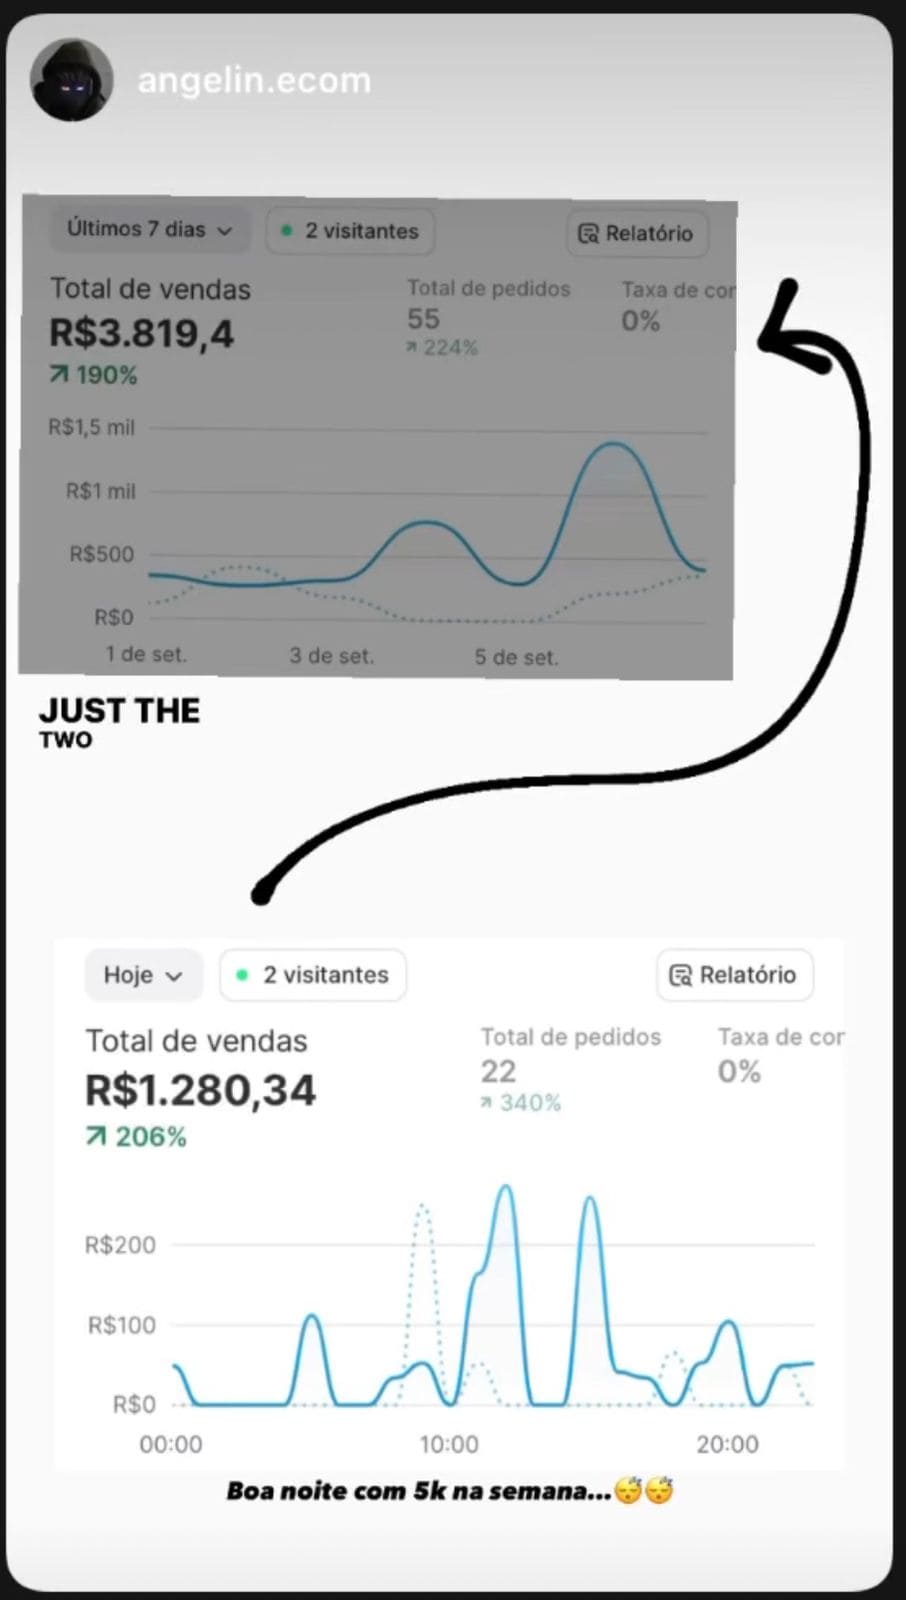 angelin.ecom
Últimos 7 dias
2 visitantes
Relatório
Total de vendas
R$3.819,4
190%
Total de pedidos
55
224%
Taxa de cor
0%
R$1,5 mil
R$1 mil
R$500
R$0
1 de set.
3 de set.
5 de set.
JUST THE
TWO
Hoje
2 visitantes
Relatório
Total de vendas
R$1.280,34
206%
Total de pedidos
22
340%
Taxa de cor
0%
R$200
R$100
R$0
00:00
10:00
20:00
Boa noite com 5k na semana...😴😴